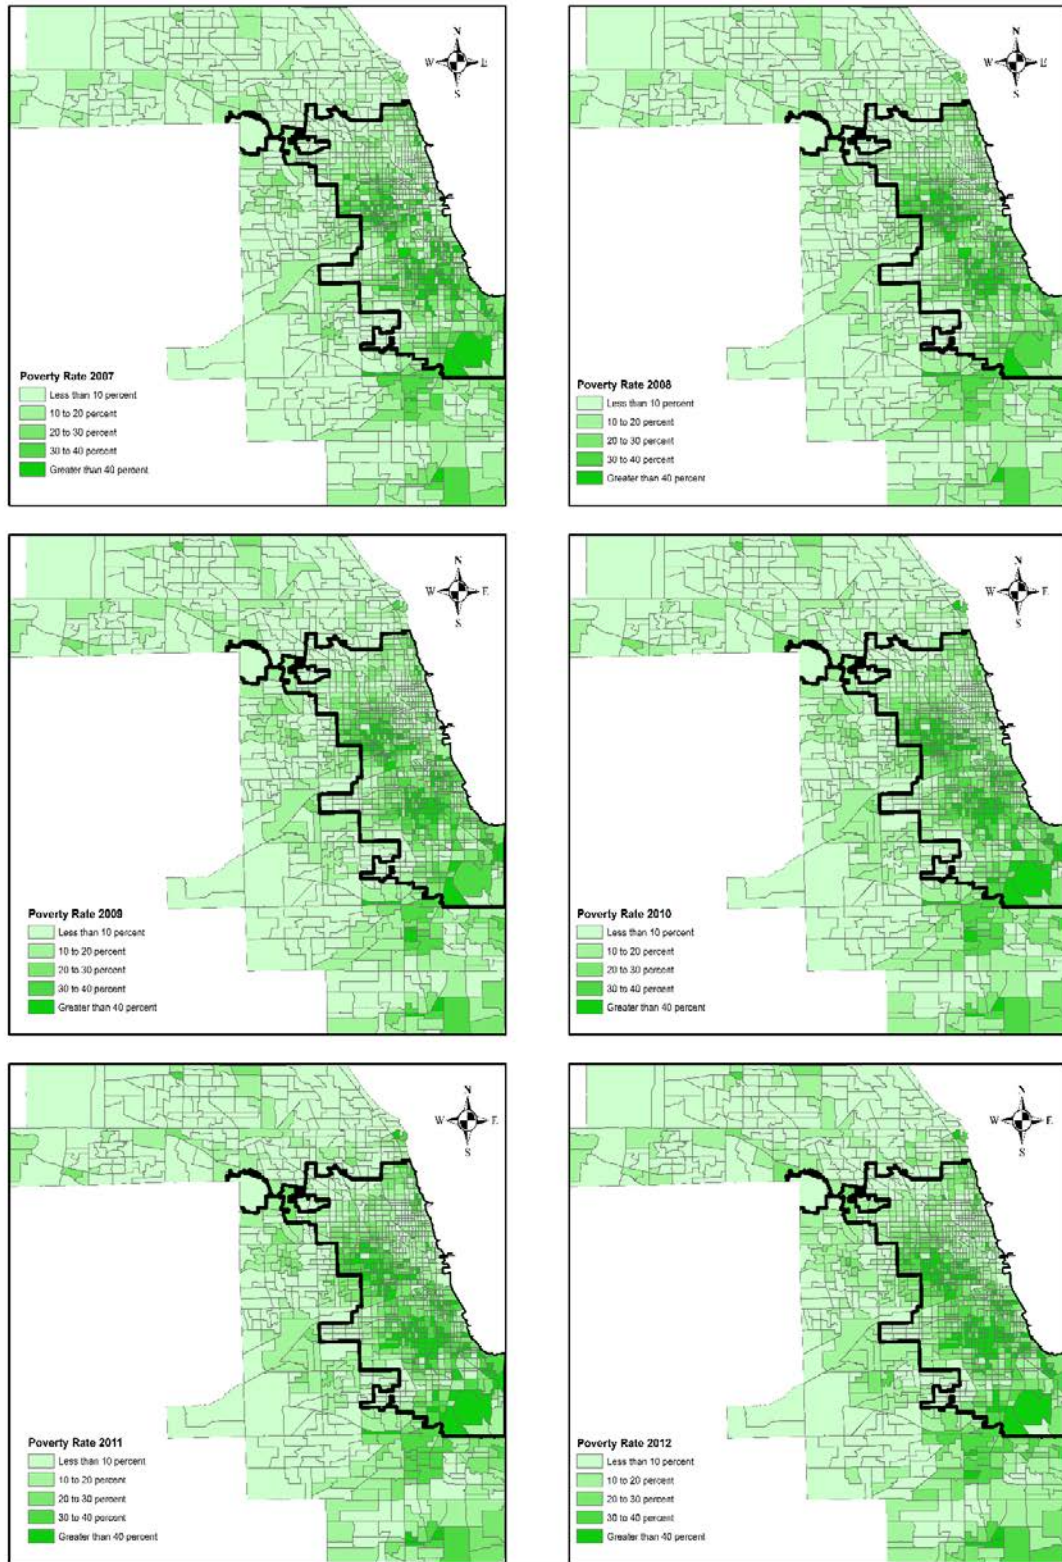 N
W E
S
Poverty Rate 2007
Less than 10 percent
10 to 20 percent
20 to 30 percent
30 to 40 percent
Greater than 40 percent
N
W E
S
Poverty Rate 2008
Less than 10 percent
10 to 20 percent
20 to 30 percent
30 to 40 percent
Greater than 40 percent
N
W E
S
Poverty Rate 2009
Less than 10 percent
10 to 20 percent
20 to 30 percent
30 to 40 percent
Greater than 40 percent
N
W E
S
Poverty Rate 2010
Less than 10 percent
10 to 20 percent
20 to 30 percent
30 to 40 percent
Greater than 40 percent
N
W E
S
Poverty Rate 2011
Less than 10 percent
10 to 20 percent
20 to 30 percent
30 to 40 percent
Greater than 40 percent
N
W E
S
Poverty Rate 2012
Less than 10 percent
10 to 20 percent
20 to 30 percent
30 to 40 percent
Greater than 40 percent